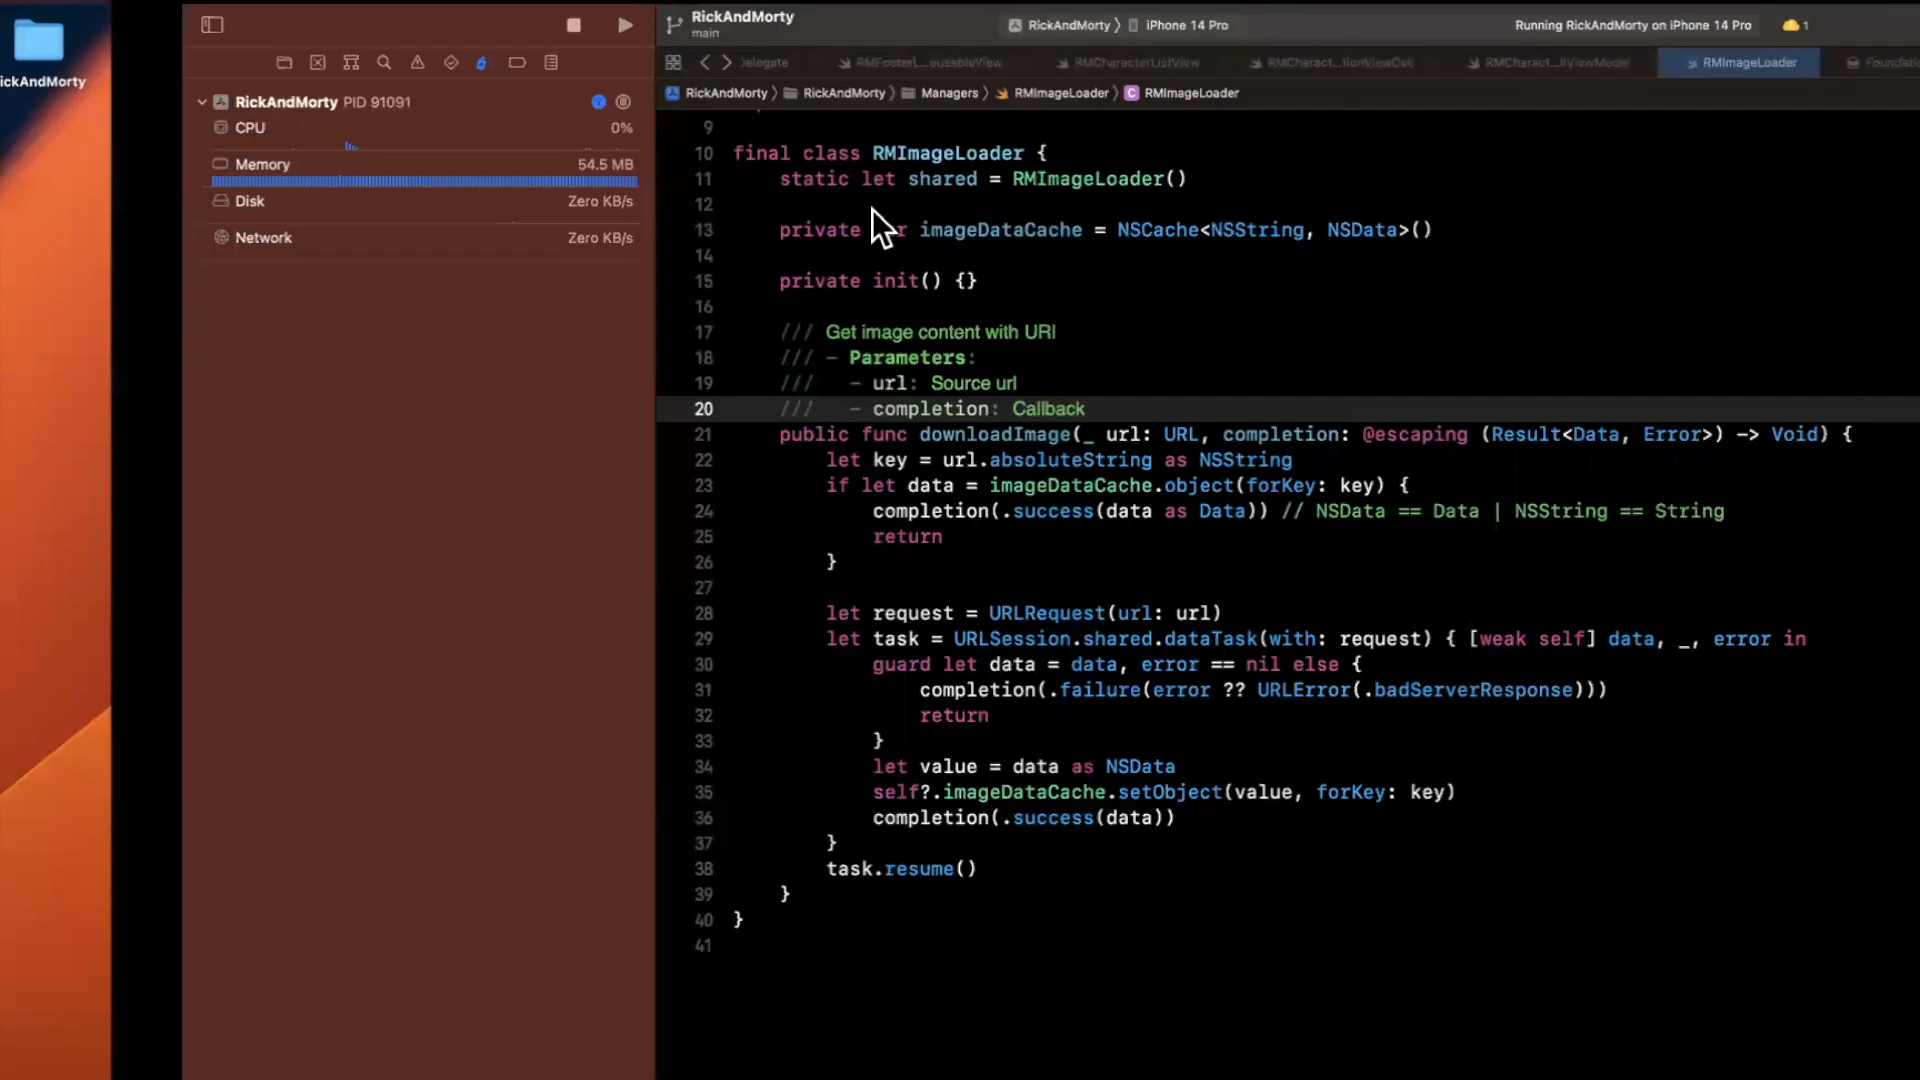 ickAndMorty
RickAndMorty PID 91091
CPU 0%
Memory 54.5 MB
Disk Zero KB/s
Network Zero KB/s
RickAndMorty
main
RickAndMorty iPhone 14 Pro
Running RickAndMorty on iPhone 14 Pro
1
RMCharacterListView
RMCharact...tionViewCell
RMImageLoader
RickAndMorty RickAndMorty Managers RMImageLoader RMImageLoader
9
10 final class RMImageLoader {
11 static let shared = RMImageLoader()
12
13 private r imageDataCache = NSCache<NSString, NSData>()
14
15 private init() {}
16
17 /// Get image content with URl
18 /// - Parameters:
19 /// - url: Source url
20 /// - completion: Callback
21 public func downloadImage(_ url: URL, completion: @escaping (Result<Data, Error>) -> Void) {
22 let key = url.absoluteString as NSString
23 if let data = imageDataCache.object(forKey: key) {
24 completion(.success(data as Data)) // NSData == Data | NSString == String
25 return
26 }
27
28 let request = URLRequest(url: url)
29 let task = URLSession.shared.dataTask(with: request) { [weak self] data, _, error in
30 guard let data = data, error == nil else {
31 completion(.failure(error ?? URLError(.badServerResponse)))
32 return
33 }
34 let value = data as NSData
35 self?.imageDataCache.setObject(value, forKey: key)
36 completion(.success(data))
37 }
38 task.resume()
39 }
40 }
41